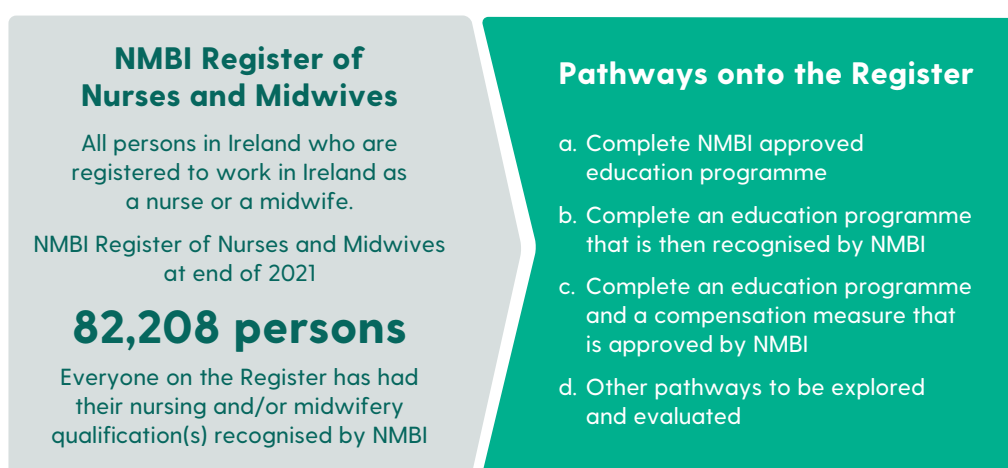 NMBI Register of
Nurses and Midwives
All persons in Ireland who are
registered to work in Ireland as
a nurse or a midwife.
NMBI Register of Nurses and Midwives
at end of 2021
82,208 persons
Everyone on the Register has had
their nursing and/or midwifery
qualification(s) recognised by NMBI
Pathways onto the Register
a. Complete NMBI approved
education programme
b. Complete an education programme
that is then recognised by NMBI
c. Complete an education programme
and a compensation measure that
is approved by NMBI
d. Other pathways to be explored
and evaluated